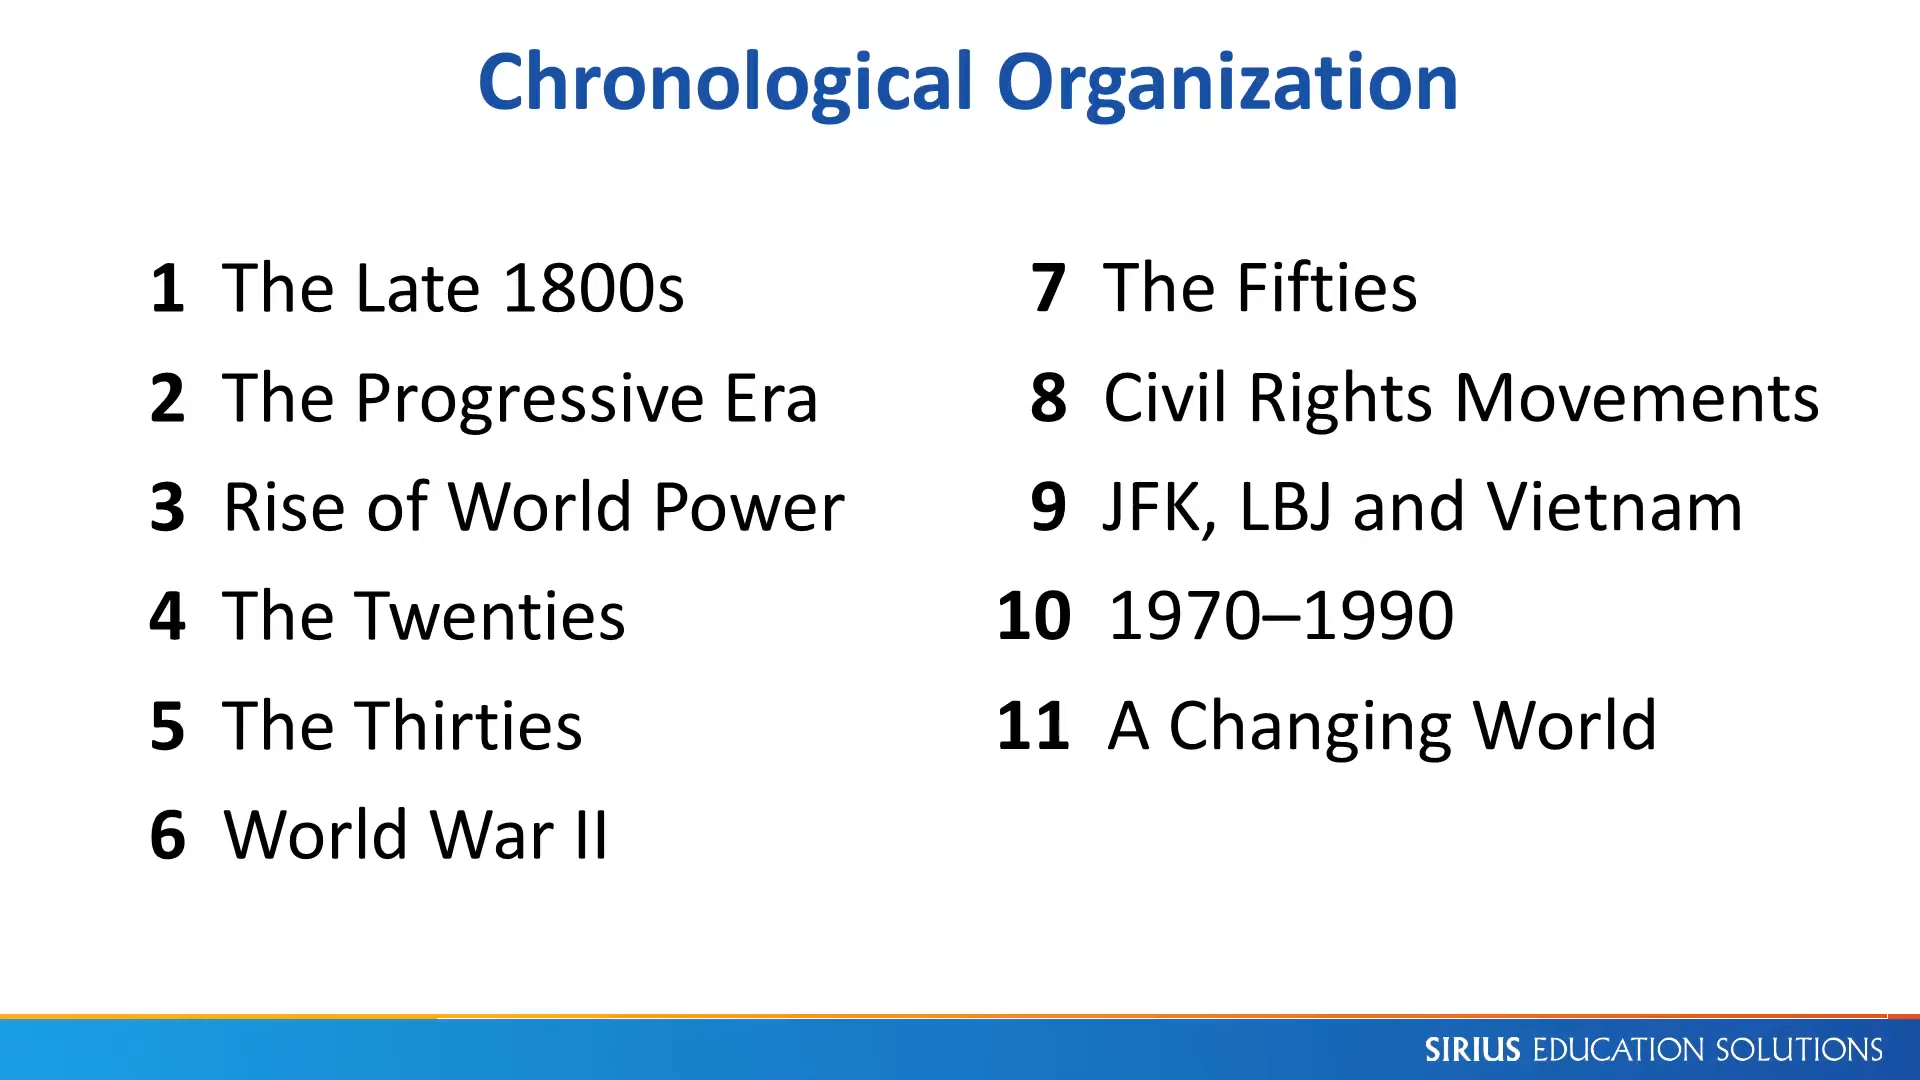 Chronological Organization
1 The Late 1800s
2 The Progressive Era
3 Rise of World Power
4 The Twenties
5 The Thirties
6 World War II
7 The Fifties
8 Civil Rights Movements
9 JFK, LBJ and Vietnam
10 1970–1990
11 A Changing World
SIRIUS EDUCATION SOLUTIONS